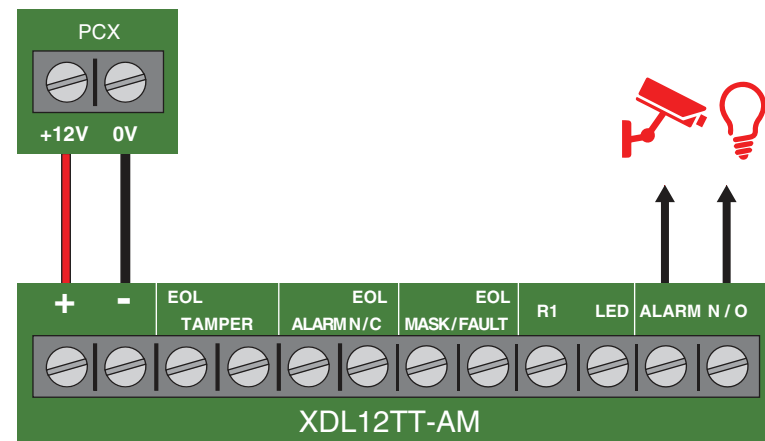 PCX
+12V 0V
+ - EOL EOL EOL R1 LED ALARM N / O
TAMPER ALARM N/C MASK/FAULT
XDL12TT-AM